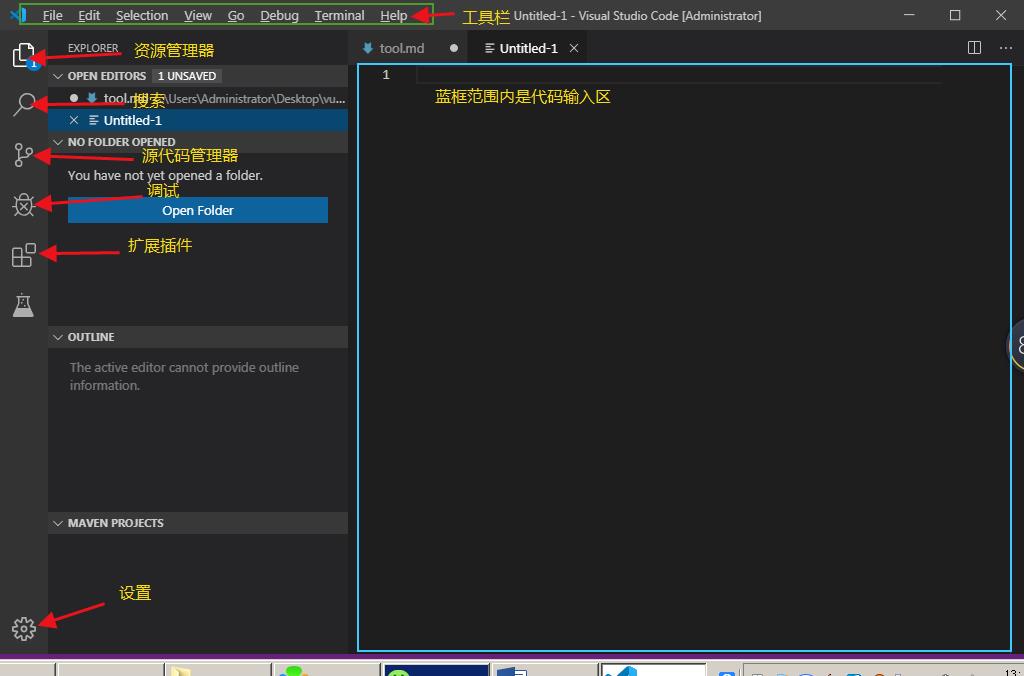 File Edit Selection View Go Debug Terminal Help 工具栏 Untitled-1 - Visual Studio Code [Administrator]
EXPLORER 资源管理器
tool.md Untitled-1
1
OPEN EDITORS 1 UNSAVED
1
tool.md \Users\Administrator\Desktop\vu...
搜索
蓝框范围内是代码输入区
Untitled-1
NO FOLDER OPENED
源代码管理器
You have not yet opened a folder.
调试
Open Folder
扩展插件
OUTLINE
The active editor cannot provide outline
information.
MAVEN PROJECTS
设置